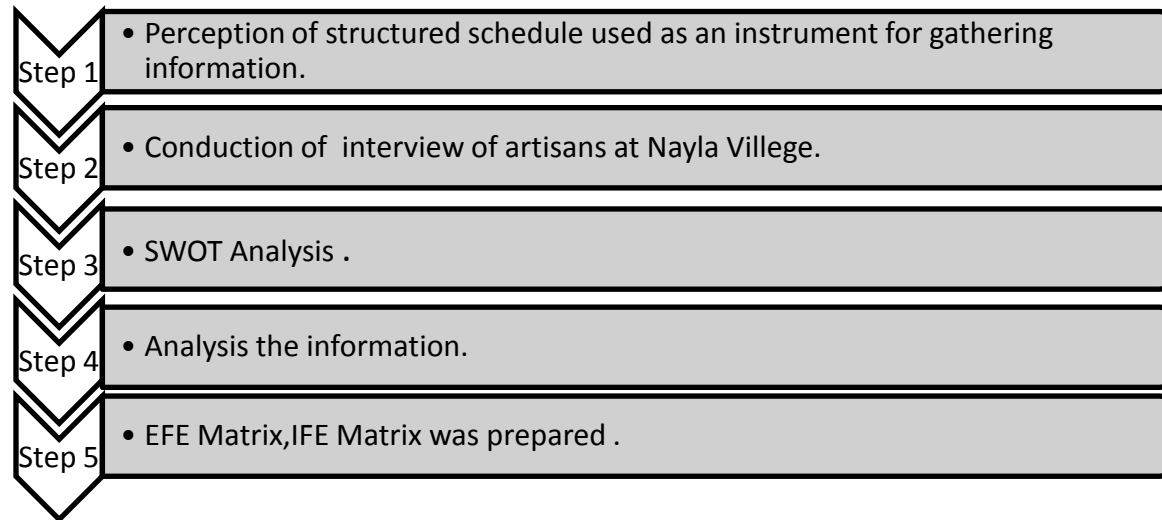 Step 1
• Perception of structured schedule used as an instrument for gathering
information.
Step 2
• Conduction of interview of artisans at Nayla Villege.
Step 3
• SWOT Analysis .
Step 4
• Analysis the information.
Step 5
• EFE Matrix,IFE Matrix was prepared .